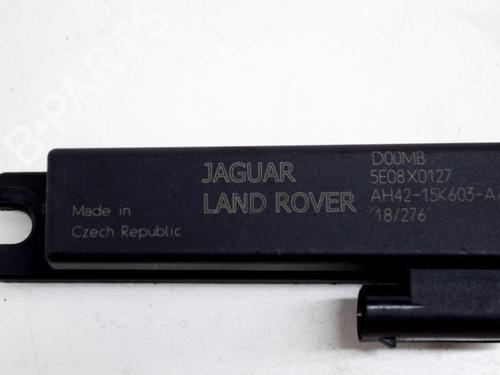 B-PARTS
JAGUAR
LAND ROVER
Made in
Czech Republic
D00MB
5E08X0127
AH42-15K603-A
18/276